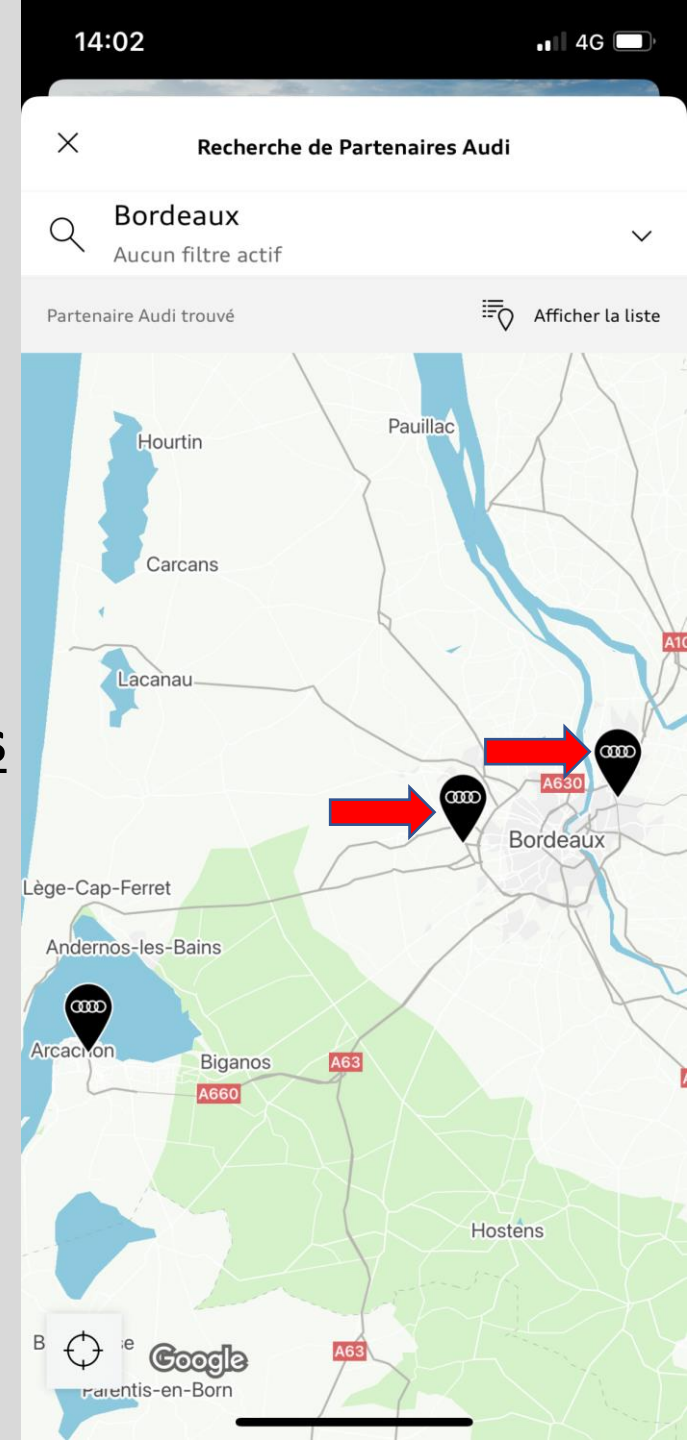 14:02
4G
Recherche de Partenaires Audi
Bordeaux
Aucun filtre actif
Partenaire Audi trouvé
Afficher la liste
Pauillac
Hourtin
Carcans
A10
Lacanau
S
A630
Bordeaux
Lège-Cap-Ferret
Andernos-les-Bains
Arcachon
Biganos
A63
A660
Hostens
Google
A63
Parentis-en-Born